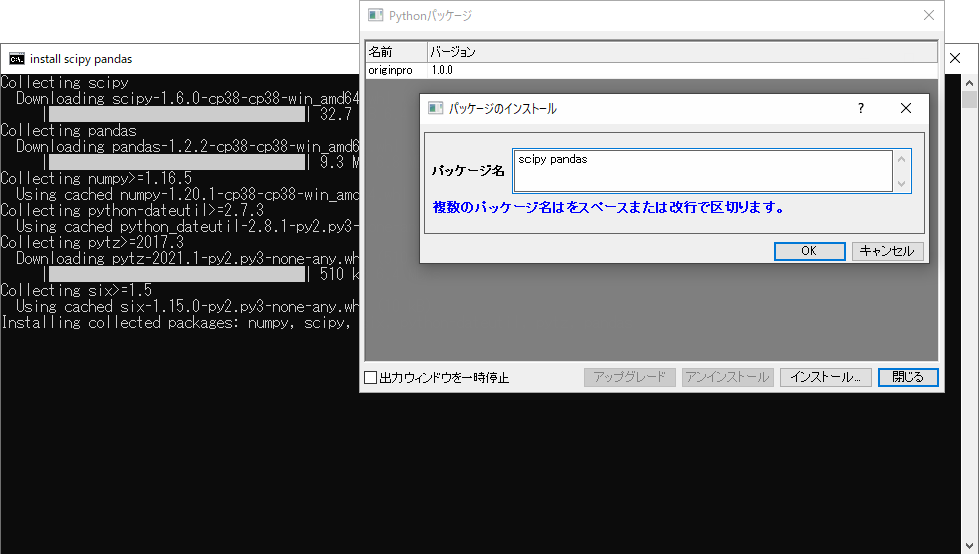 Pythonパッケージ
名前 バージョン
originpro 1.0.0
パッケージのインストール ?
パッケージ名 scipy pandas
複数のパッケージ名はをスペースまたは改行で区切ります。
OK キャンセル
出力ウィンドウを一時停止 アップグレード アンインストール インストール... 閉じる
C:\. install scipy pandas
Collecting scipy
Downloading scipy-1.6.0-cp38-cp38-win_amd64
| | 32.7
Collecting pandas
Downloading pandas-1.2.2-cp38-cp38-win_amd6
| | 9.3 M
Collecting numpy>=1.16.5
Using cached numpy-1.20.1-cp38-cp38-win_amd
Collecting python-dateutil>=2.7.3
Using cached python_dateutil-2.8.1-py2.py3-
Collecting pytz>=2017.3
Downloading pytz-2021.1-py2.py3-none-any.wh
| | 510 k
Collecting six>=1.5
Using cached six-1.15.0-py2.py3-none-any.wh
Installing collected packages: numpy, scipy,